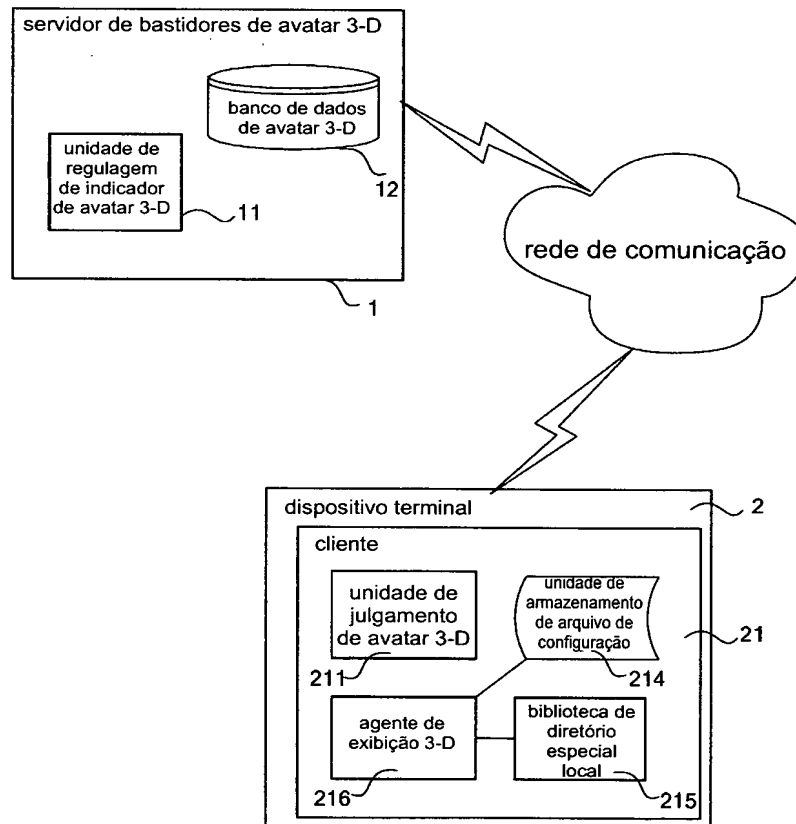 servidor de bastidores de avatar 3-D
banco de dados
de avatar 3-D
12
unidade de
regulagem
de indicador
de avatar 3-D
11
1
rede de comunicação
dispositivo terminal
2
cliente
unidade de
julgamento
de avatar 3-D
211
unidade de
armazenamento
de arquivo de
configuração
214
21
agente de
exibição 3-D
216
biblioteca de
diretório
especial
local
215